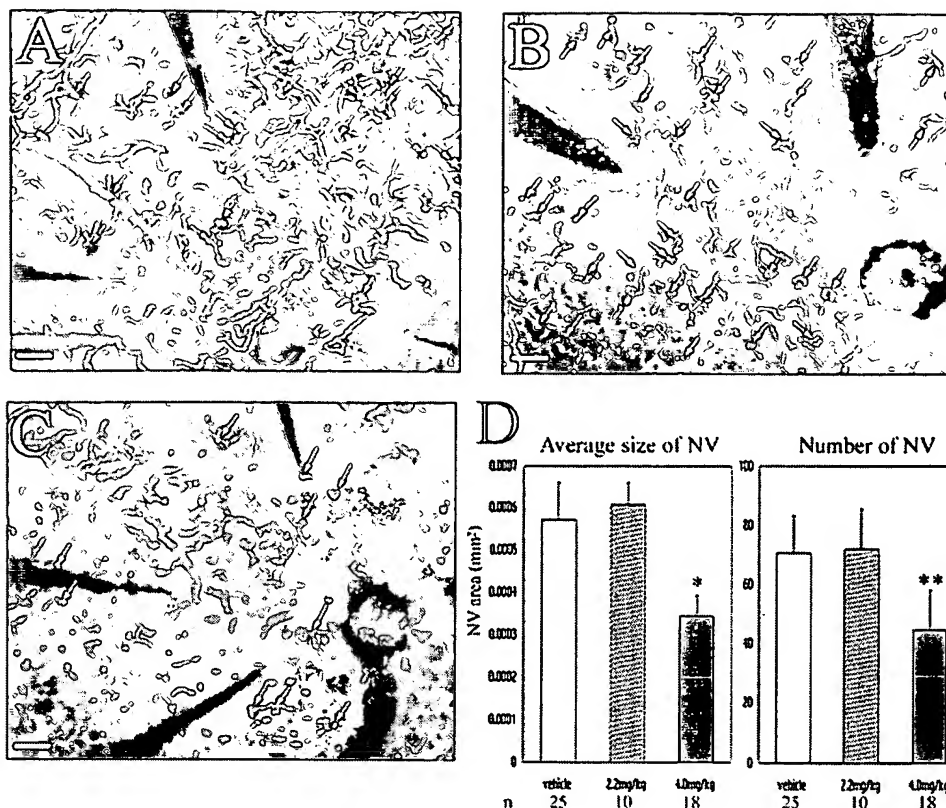 A
B
C
D
Average size of NV
NV area (mm²)
0.0007
0.0006
0.0005
0.0004
0.0003
0.0002
0.0001
0
*
vehicle 2.2mg/kg 4.0mg/kg
n 25 10 18
Number of NV
100
80
60
40
20
0
**
vehicle 2.2mg/kg 4.0mg/kg
25 10 18